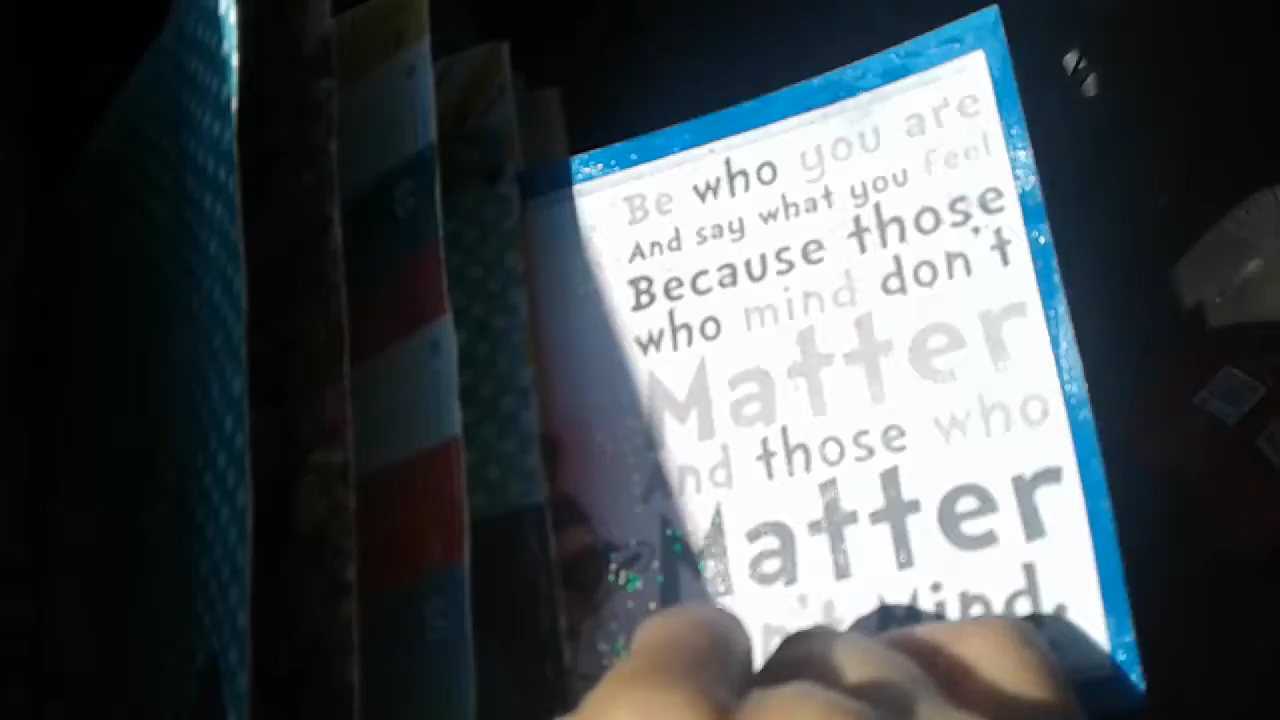 Be who you are
And say what you feel
Because those
who mind don't
Matter
And those who
Matter
n't Mind.